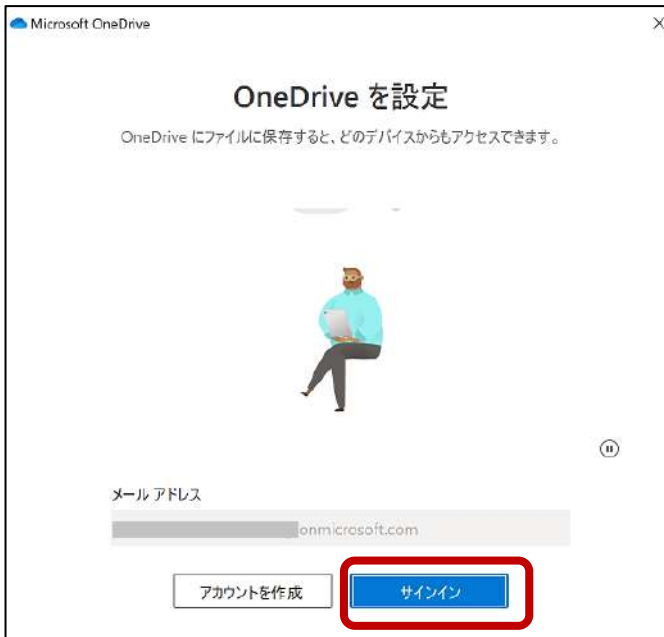 Microsoft OneDrive
OneDrive を設定
OneDrive にファイルに保存すると、どのデバイスからもアクセスできます。
メール アドレス
onmicrosoft.com
アカウントを作成
サインイン